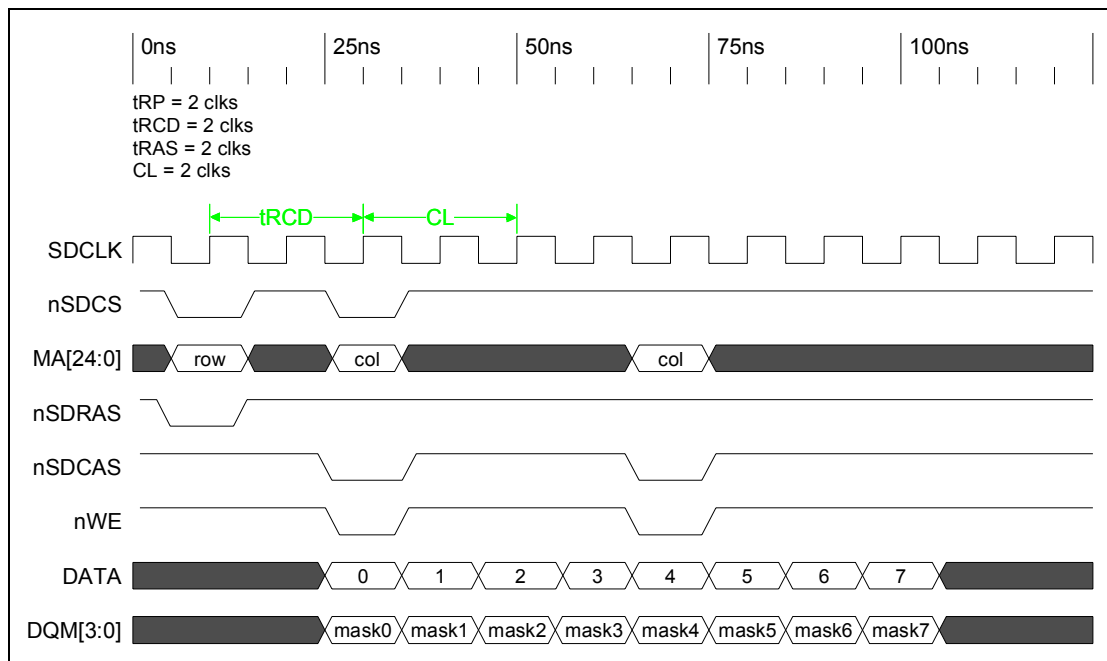 0ns 25ns 50ns 75ns 100ns
tRP = 2 clks
tRCD = 2 clks
tRAS = 2 clks
CL = 2 clks
tRCD CL
SDCLK
nSDCS
MA[24:0] row col col
nSDRAS
nSDCAS
nWE
DATA 0 1 2 3 4 5 6 7
DQM[3:0] mask0 mask1 mask2 mask3 mask4 mask5 mask6 mask7